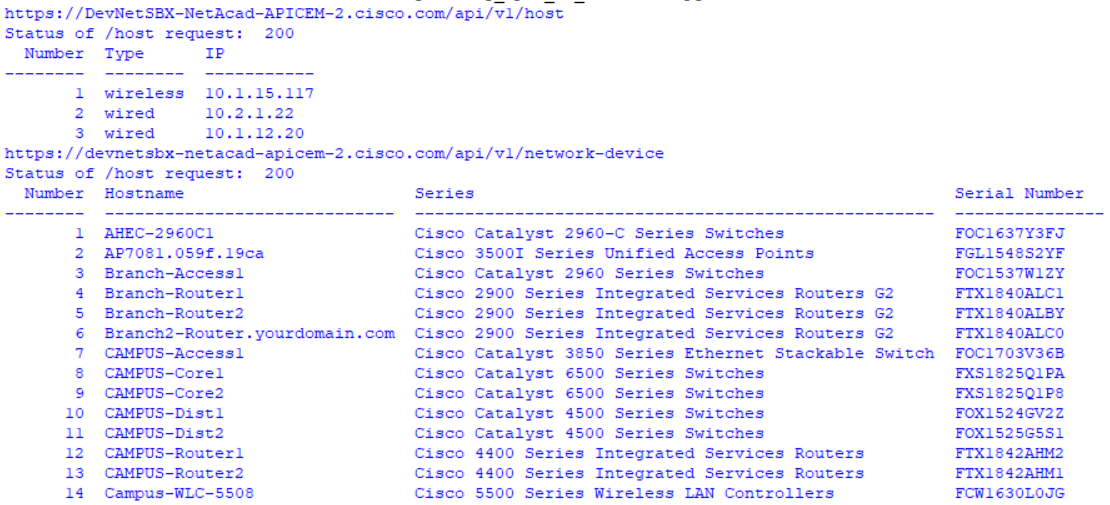 https://DevNetSBX-NetAcad-APICEM-2.cisco.com/api/v1/host
Status of /host request:  200
  Number  Type      IP
--------  --------  -----------
       1  wireless  10.1.15.117
       2  wired     10.2.1.22
       3  wired     10.1.12.20
https://devnetsbx-netacad-apicem-2.cisco.com/api/v1/network-device
Status of /host request:  200
  Number  Hostname                       Series                                                Serial Number
--------  -----------------------------  ----------------------------------------------------  ---------------
       1  AHEC-2960C1                    Cisco Catalyst 2960-C Series Switches                 FOC1637Y3FJ
       2  AP7081.059f.19ca               Cisco 3500I Series Unified Access Points              FGL1548S2YF
       3  Branch-Access1                 Cisco Catalyst 2960 Series Switches                   FOC1537W1ZY
       4  Branch-Router1                 Cisco 2900 Series Integrated Services Routers G2      FTX1840ALC1
       5  Branch-Router2                 Cisco 2900 Series Integrated Services Routers G2      FTX1840ALBY
       6  Branch2-Router.yourdomain.com  Cisco 2900 Series Integrated Services Routers G2      FTX1840ALC0
       7  CAMPUS-Access1                 Cisco Catalyst 3850 Series Ethernet Stackable Switch  FOC1703V36B
       8  CAMPUS-Core1                   Cisco Catalyst 6500 Series Switches                   FXS1825Q1PA
       9  CAMPUS-Core2                   Cisco Catalyst 6500 Series Switches                   FXS1825Q1P8
      10  CAMPUS-Dist1                   Cisco Catalyst 4500 Series Switches                   FOX1524GV2Z
      11  CAMPUS-Dist2                   Cisco Catalyst 4500 Series Switches                   FOX1525G5S1
      12  CAMPUS-Router1                 Cisco 4400 Series Integrated Services Routers         FTX1842AHM2
      13  CAMPUS-Router2                 Cisco 4400 Series Integrated Services Routers         FTX1842AHM1
      14  Campus-WLC-5508                Cisco 5500 Series Wireless LAN Controllers            FCW1630L0JG